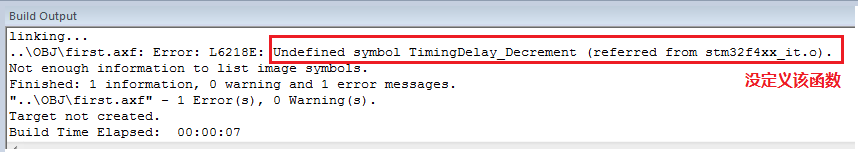 Build Output
linking...
..\OBJ\first.axf: Error: L6218E: Undefined symbol TimingDelay_Decrement (referred from stm32f4xx_it.o).
Not enough information to list image symbols.
Finished: 1 information, 0 warning and 1 error messages.
没定义该函数
"..\OBJ\first.axf" - 1 Error(s), 0 Warning(s).
Target not created.
Build Time Elapsed:  00:00:07